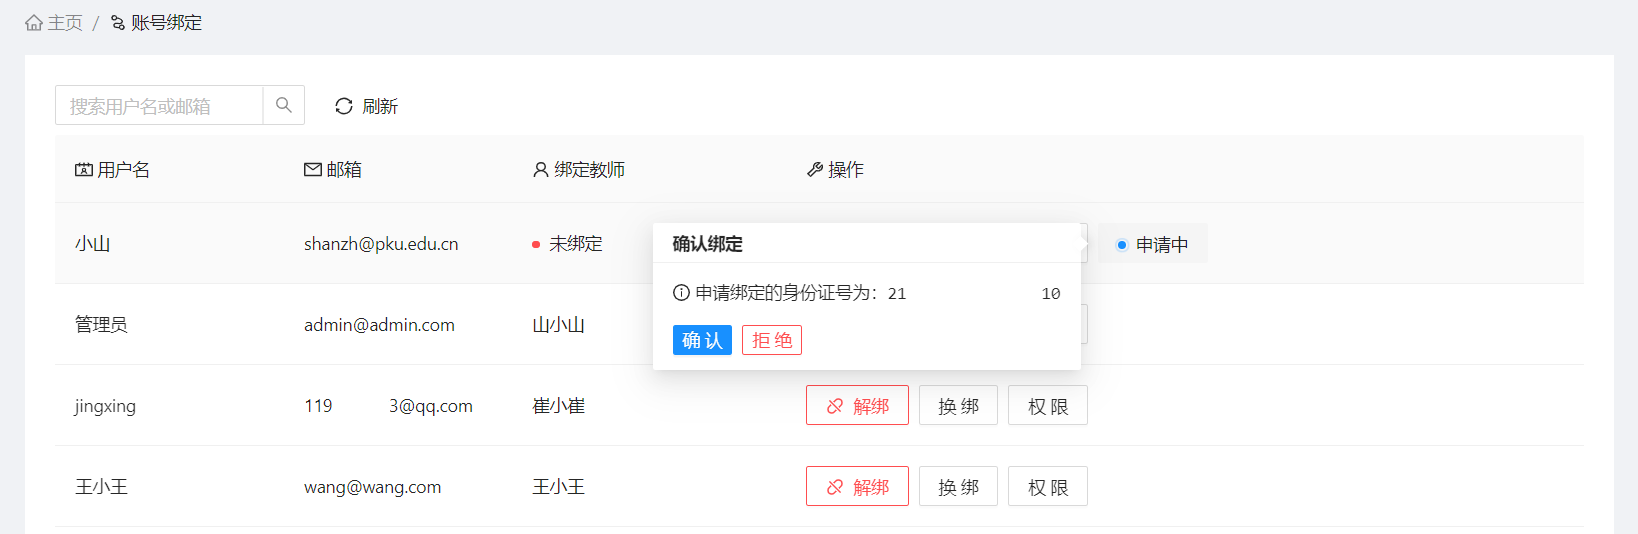 主页 / 账号绑定
搜索用户名或邮箱 刷新
用户名 邮箱 绑定教师 操作
小山 shanzh@pku.edu.cn 未绑定 申请中
确认绑定
申请绑定的身份证号为：21 10
确认 拒绝
管理员 admin@admin.com 山小山
jingxing 119 3@qq.com 崔小崔 解绑 换绑 权限
王小王 wang@wang.com 王小王 解绑 换绑 权限